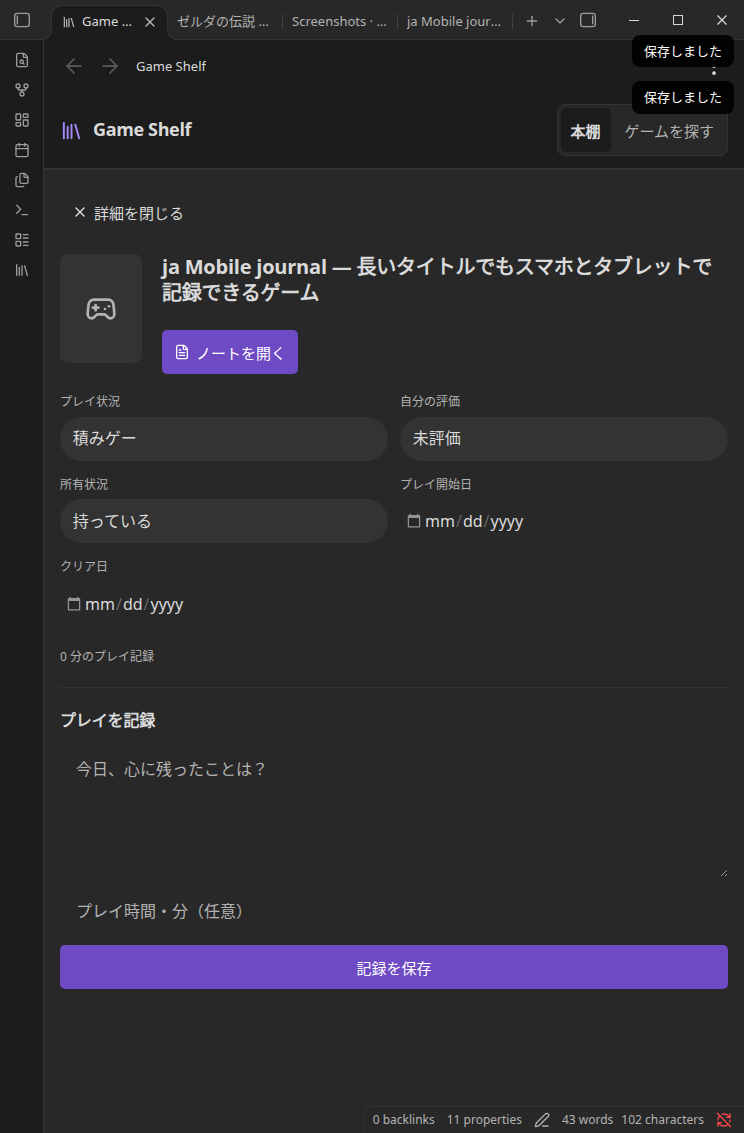 Game ...
ゼルダの伝説 ...
Screenshots · ...
ja Mobile jour...
保存しました
Game Shelf
保存しました
Game Shelf
本棚
ゲームを探す
詳細を閉じる
ja Mobile journal — 長いタイトルでもスマホとタブレットで
記録できるゲーム
ノートを開く
プレイ状況
自分の評価
積みゲー
未評価
所有状況
プレイ開始日
持っている
mm/dd/yyyy
クリア日
mm/dd/yyyy
0 分のプレイ記録
プレイを記録
今日、心に残ったことは？
プレイ時間・分（任意）
記録を保存
0 backlinks
11 properties
43 words
102 characters